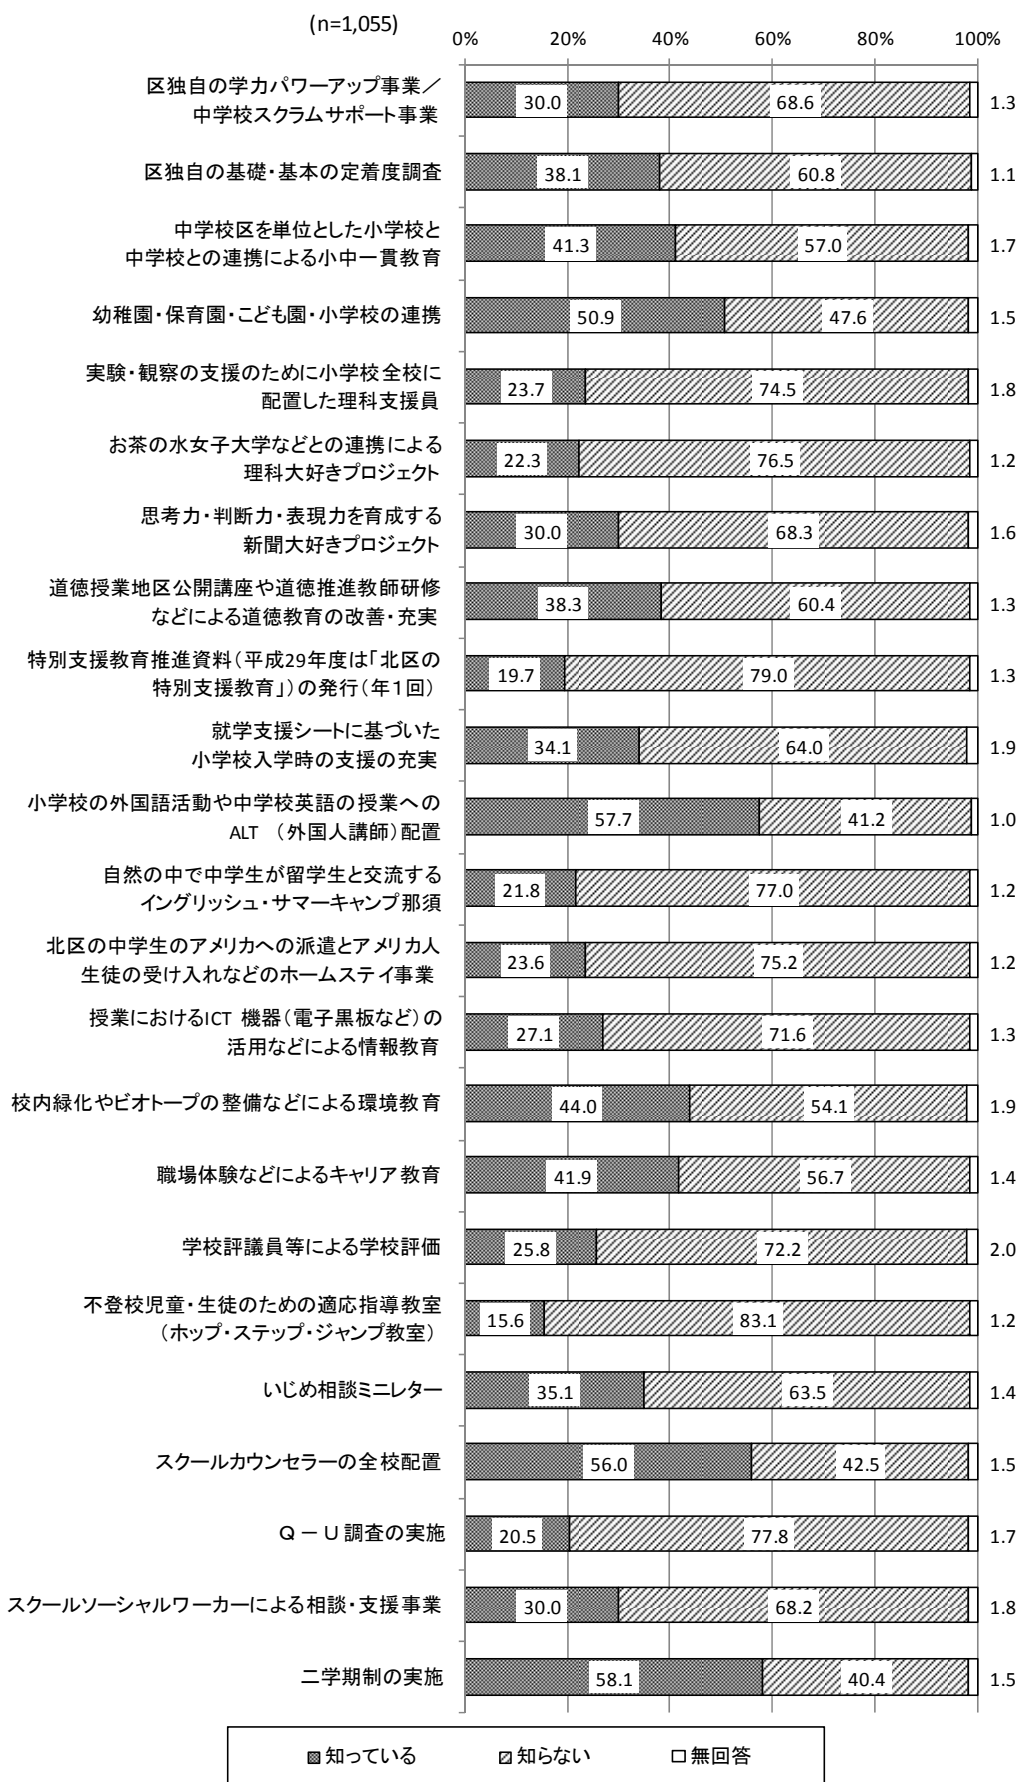 (n=1,055)
0% 20% 40% 60% 80% 100%
区独自の学力パワーアップ事業／
中学校スクラムサポート事業
30.0 68.6 1.3
区独自の基礎・基本の定着度調査
38.1 60.8 1.1
中学校区を単位とした小学校と
中学校との連携による小中一貫教育
41.3 57.0 1.7
幼稚園・保育園・こども園・小学校の連携
50.9 47.6 1.5
実験・観察の支援のために小学校全校に
配置した理科支援員
23.7 74.5 1.8
お茶の水女子大学などとの連携による
理科大好きプロジェクト
22.3 76.5 1.2
思考力・判断力・表現力を育成する
新聞大好きプロジェクト
30.0 68.3 1.6
道徳授業地区公開講座や道徳推進教師研修
などによる道徳教育の改善・充実
38.3 60.4 1.3
特別支援教育推進資料（平成29年度は「北区の
特別支援教育」）の発行（年１回）
19.7 79.0 1.3
就学支援シートに基づいた
小学校入学時の支援の充実
34.1 64.0 1.9
小学校の外国語活動や中学校英語の授業への
ALT （外国人講師）配置
57.7 41.2 1.0
自然の中で中学生が留学生と交流する
イングリッシュ・サマーキャンプ那須
21.8 77.0 1.2
北区の中学生のアメリカへの派遣とアメリカ人
生徒の受け入れなどのホームステイ事業
23.6 75.2 1.2
授業におけるICT 機器（電子黒板など）の
活用などによる情報教育
27.1 71.6 1.3
校内緑化やビオトープの整備などによる環境教育
44.0 54.1 1.9
職場体験などによるキャリア教育
41.9 56.7 1.4
学校評議員等による学校評価
25.8 72.2 2.0
不登校児童・生徒のための適応指導教室
（ホップ・ステップ・ジャンプ教室）
15.6 83.1 1.2
いじめ相談ミニレター
35.1 63.5 1.4
スクールカウンセラーの全校配置
56.0 42.5 1.5
Ｑ－Ｕ調査の実施
20.5 77.8 1.7
スクールソーシャルワーカーによる相談・支援事業
30.0 68.2 1.8
二学期制の実施
58.1 40.4 1.5
知っている 知らない 無回答